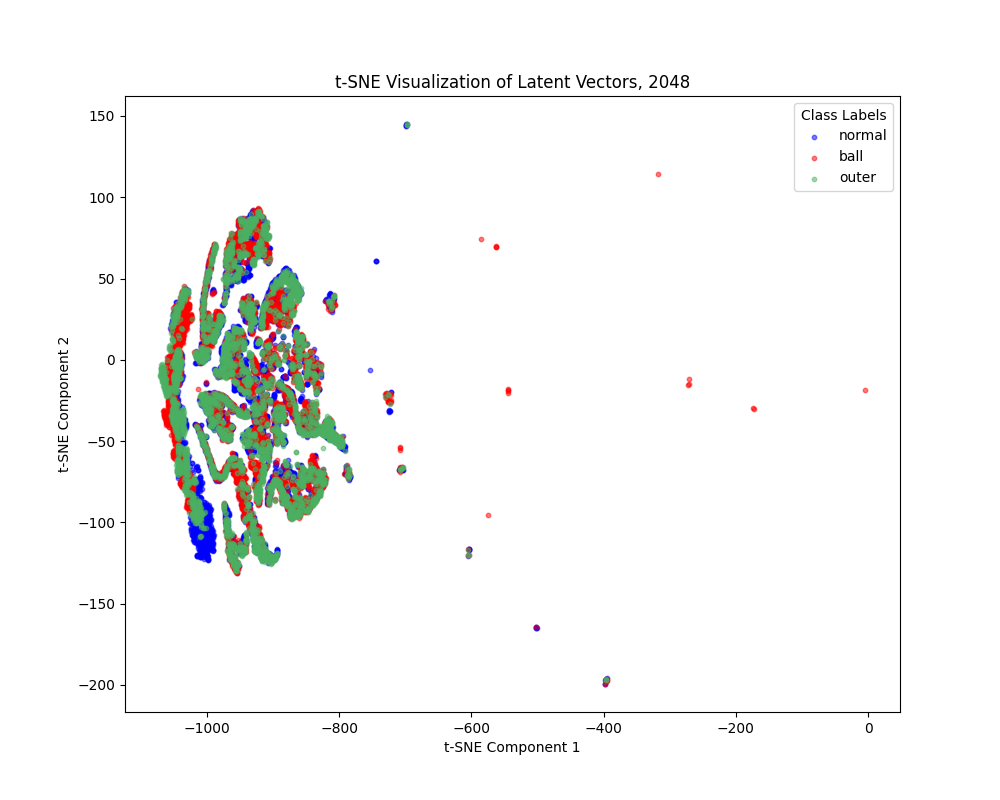 t-SNE Visualization of Latent Vectors, 2048
Class Labels
normal
ball
outer
150
100
50
0
−50
−100
−150
−200
t-SNE Component 2
−1000
−800
−600
−400
−200
0
t-SNE Component 1